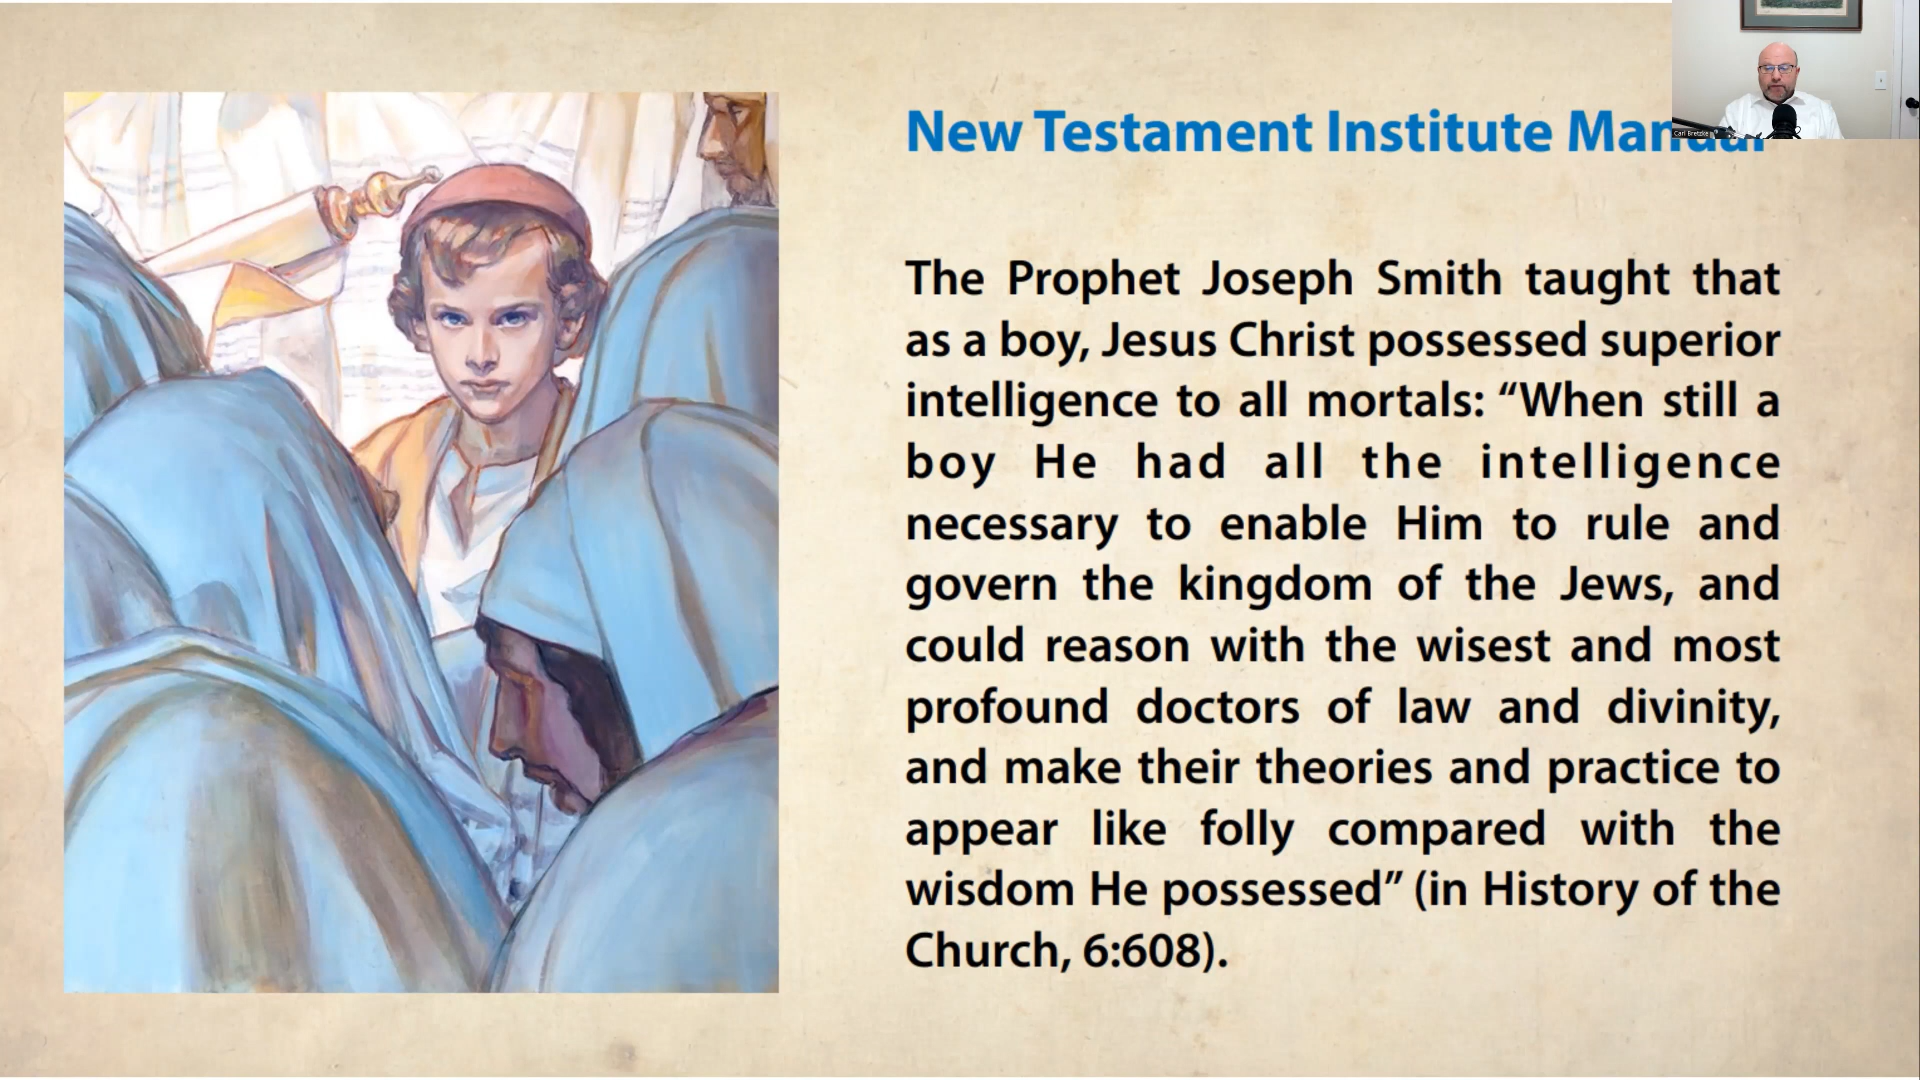 New Testament Institute Manual
Carl Bretzke
The Prophet Joseph Smith taught that
as a boy, Jesus Christ possessed superior
intelligence to all mortals: “When still a
boy He had all the intelligence
necessary to enable Him to rule and
govern the kingdom of the Jews, and
could reason with the wisest and most
profound doctors of law and divinity,
and make their theories and practice to
appear like folly compared with the
wisdom He possessed” (in History of the
Church, 6:608).